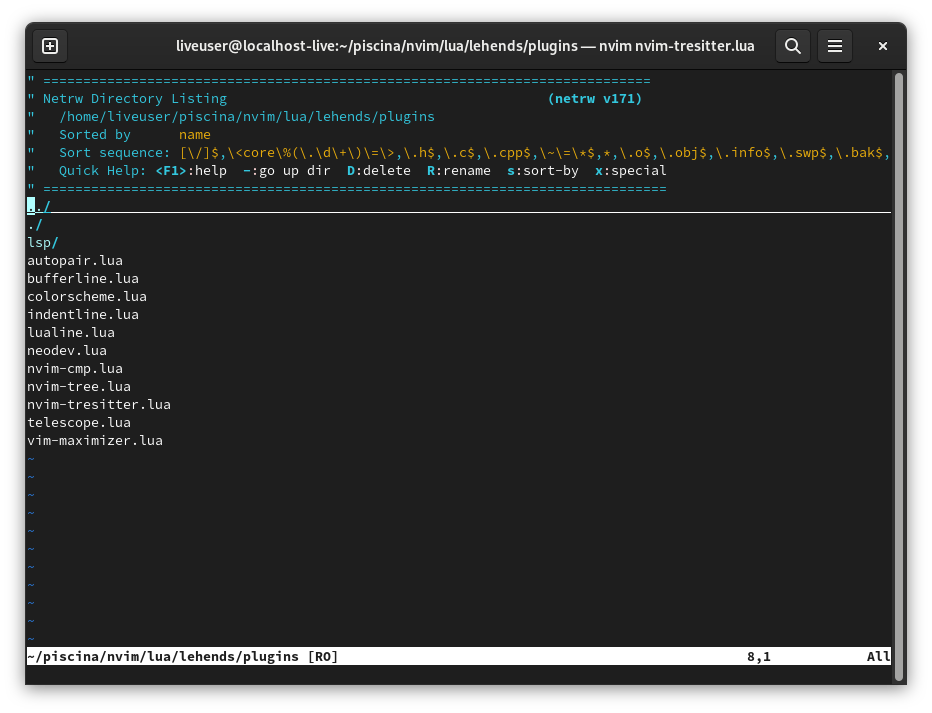 liveuser@localhost-live:~/piscina/nvim/lua/lehends/plugins — nvim nvim-tresitter.lua
" ============================================================================
" Netrw Directory Listing                                        (netrw v171)
"   /home/liveuser/piscina/nvim/lua/lehends/plugins
"   Sorted by      name
"   Sort sequence: [\/]$,\<core\%(\.\d\+\)\=\>,\.h$,\.c$,\.cpp$,\~\=\*$,*,\.o$,\.obj$,\.info$,\.swp$,\.bak$,
"   Quick Help: <F1>:help  -:go up dir  D:delete  R:rename  s:sort-by  x:special
" ==============================================================================
../
./
lsp/
autopair.lua
bufferline.lua
colorscheme.lua
indentline.lua
lualine.lua
neodev.lua
nvim-cmp.lua
nvim-tree.lua
nvim-tresitter.lua
telescope.lua
vim-maximizer.lua
~
~
~
~
~
~
~
~
~
~
~
~/piscina/nvim/lua/lehends/plugins [RO]                                                   8,1            All